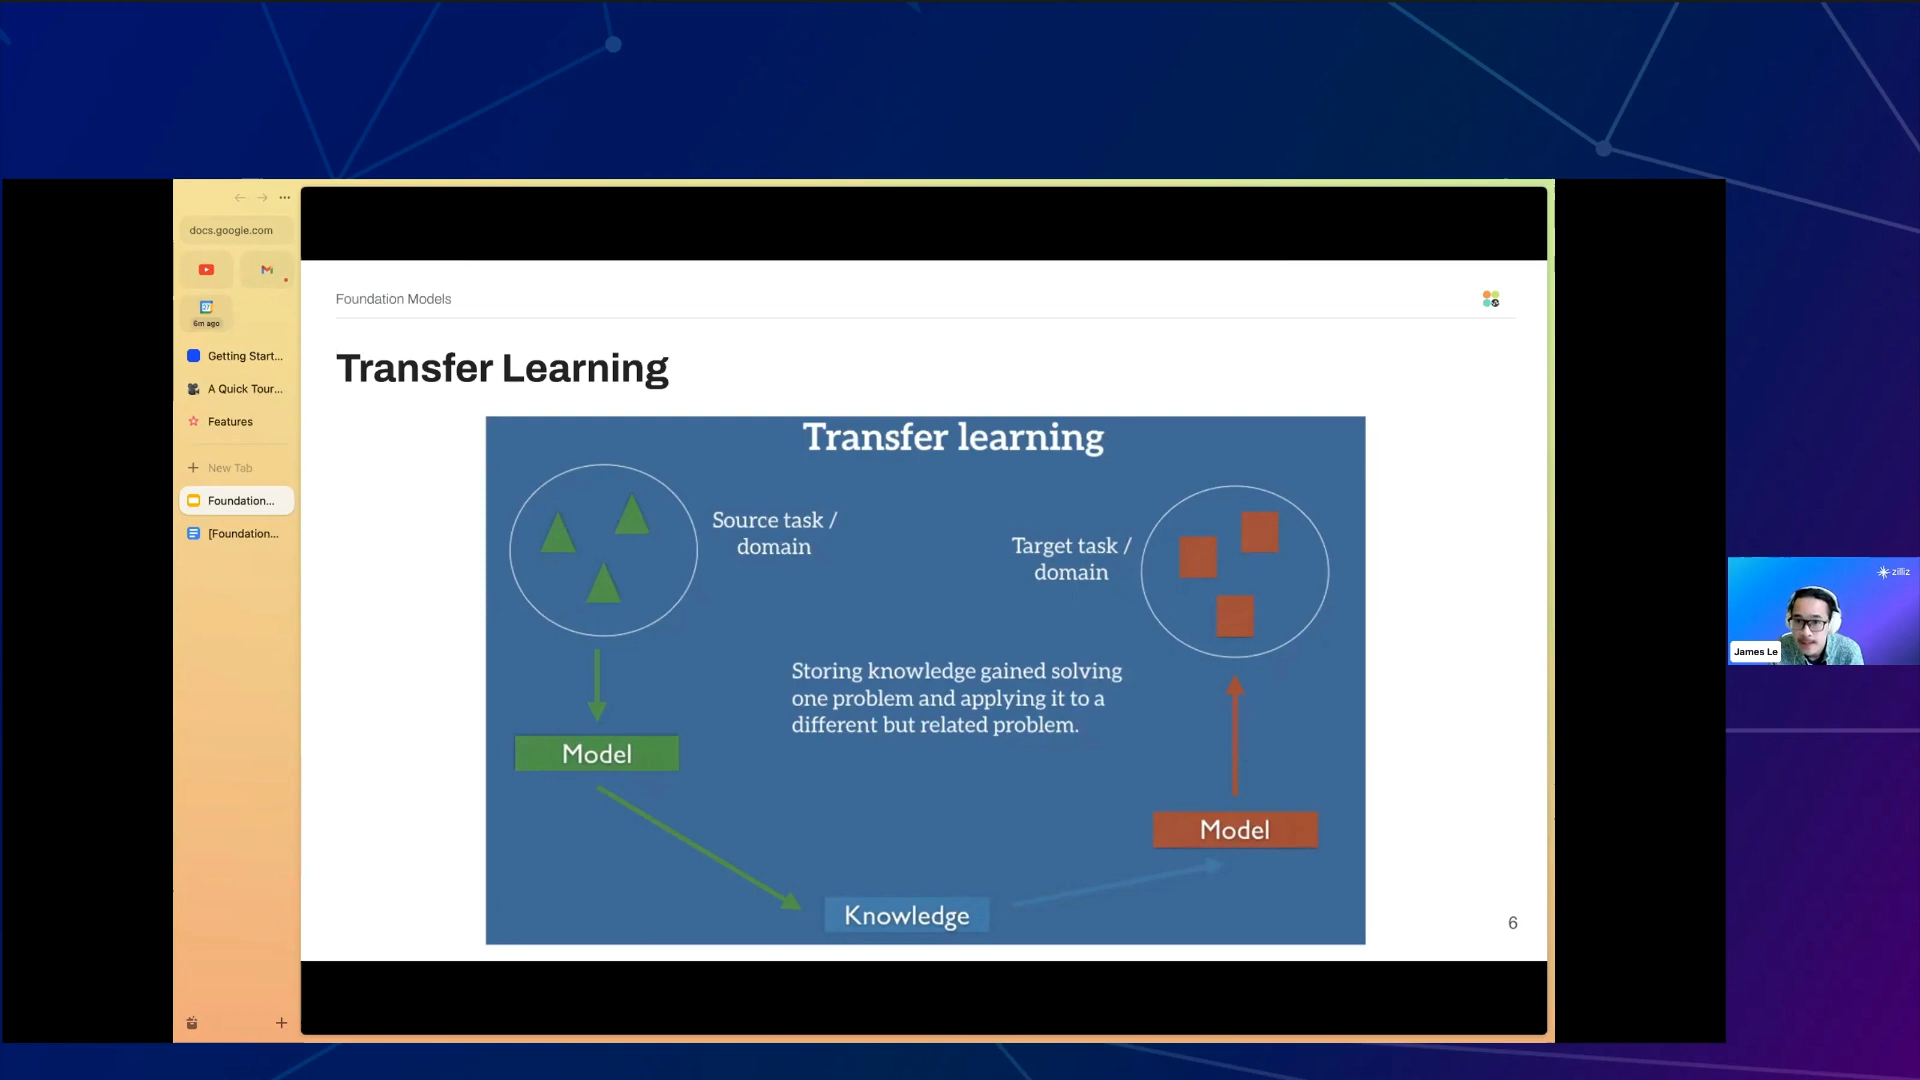 docs.google.com
6m ago
Getting Start...
A Quick Tour...
Features
New Tab
Foundation...
[Foundation...
Foundation Models
Transfer Learning
Transfer learning
Source task /
domain
Target task /
domain
Storing knowledge gained solving
one problem and applying it to a
different but related problem.
Model
Model
Knowledge
6
zilliz
James Le